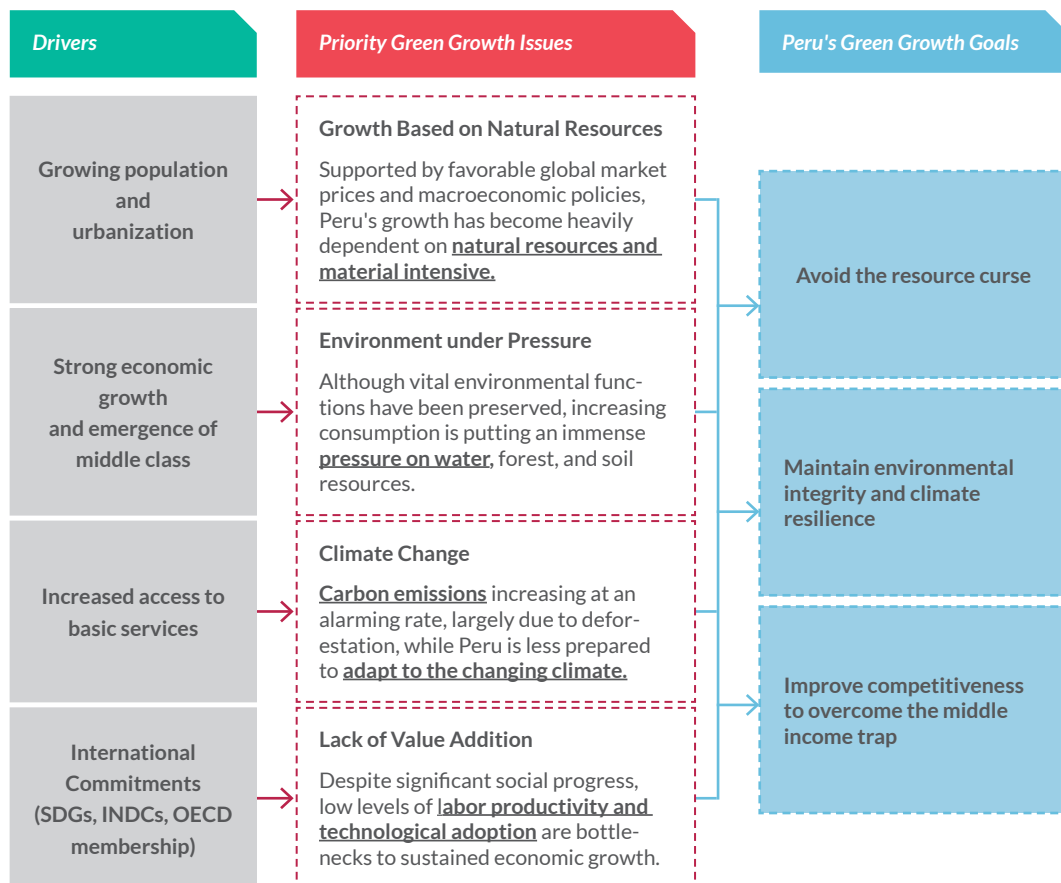 Drivers
Priority Green Growth Issues
Peru's Green Growth Goals
Growing population
and
urbanization
Growth Based on Natural Resources
Supported by favorable global market
prices and macroeconomic policies,
Peru's growth has become heavily
dependent on natural resources and
material intensive.
Strong economic
growth
and emergence of
middle class
Environment under Pressure
Although vital environmental func-
tions have been preserved, increasing
consumption is putting an immense
pressure on water, forest, and soil
resources.
Increased access to
basic services
Climate Change
Carbon emissions increasing at an
alarming rate, largely due to defor-
estation, while Peru is less prepared
to adapt to the changing climate.
International
Commitments
(SDGs, INDCs, OECD
membership)
Lack of Value Addition
Despite significant social progress,
low levels of labor productivity and
technological adoption are bottle-
necks to sustained economic growth.
Avoid the resource curse
Maintain environmental
integrity and climate
resilience
Improve competitiveness
to overcome the middle
income trap